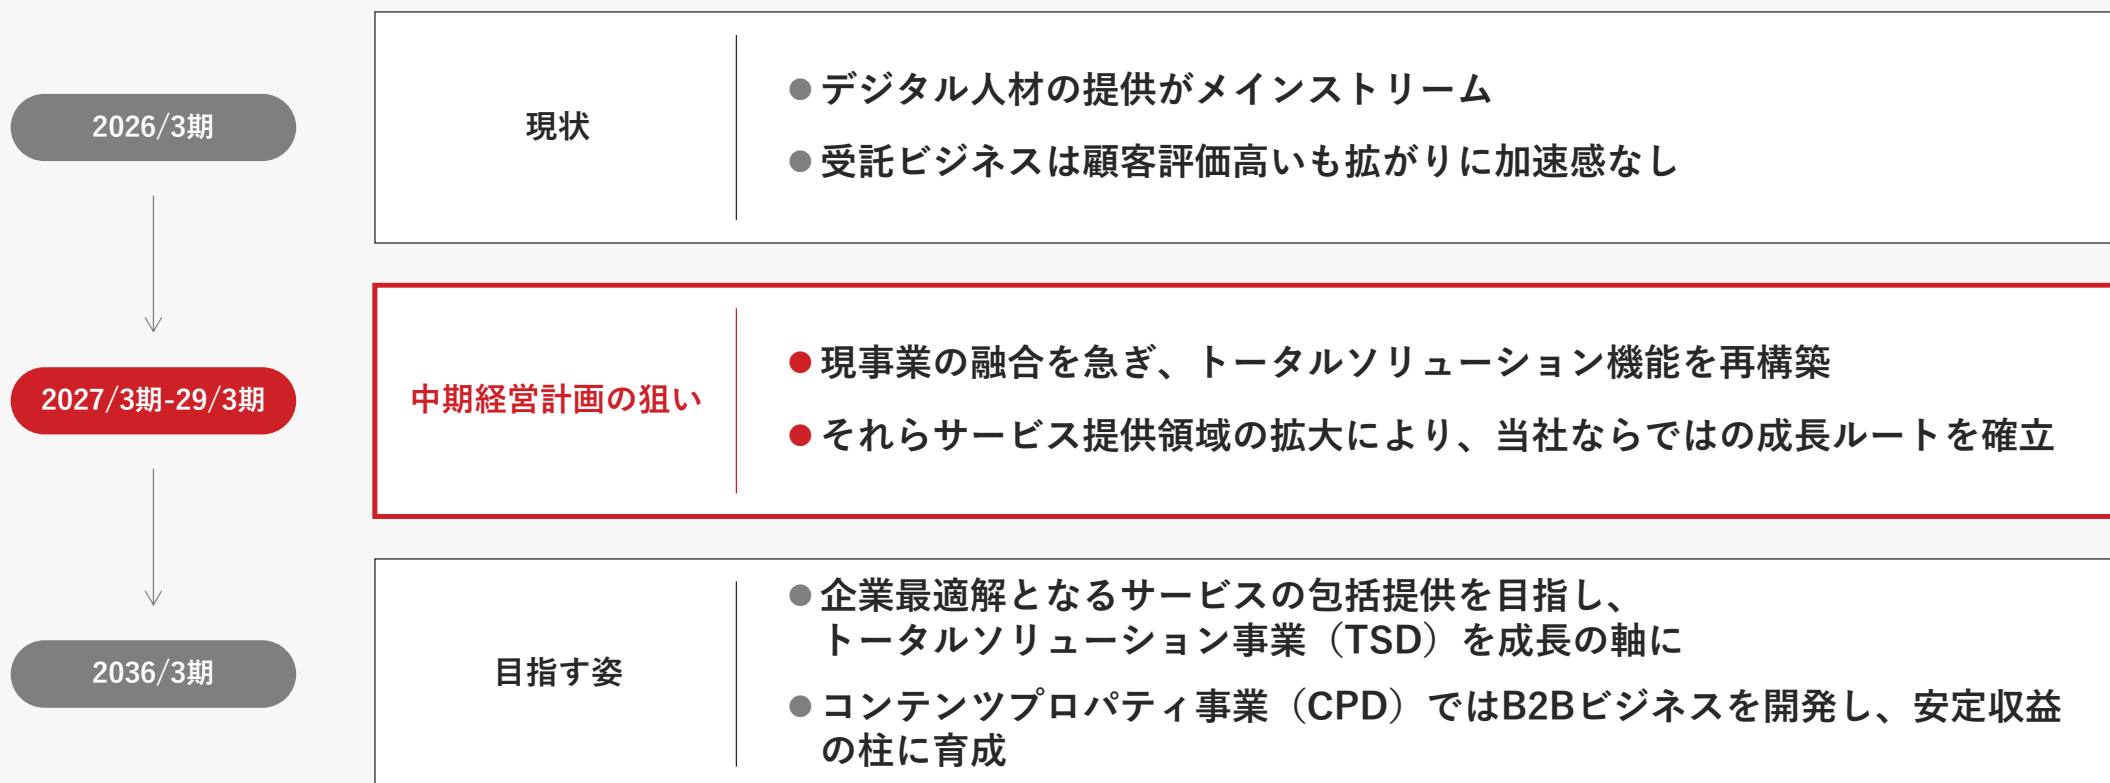 2026/3期
現状
●デジタル人材の提供がメインストリーム
●受託ビジネスは顧客評価高いも拡がりに加速感なし
2027/3期-29/3期
中期経営計画の狙い
●現事業の融合を急ぎ、トータルソリューション機能を再構築
●それらサービス提供領域の拡大により、当社ならではの成長ルートを確立
2036/3期
目指す姿
●企業最適解となるサービスの包括提供を目指し、
トータルソリューション事業（TSD）を成長の軸に
●コンテンツプロパティ事業（CPD）ではB2Bビジネスを開発し、安定収益
の柱に育成